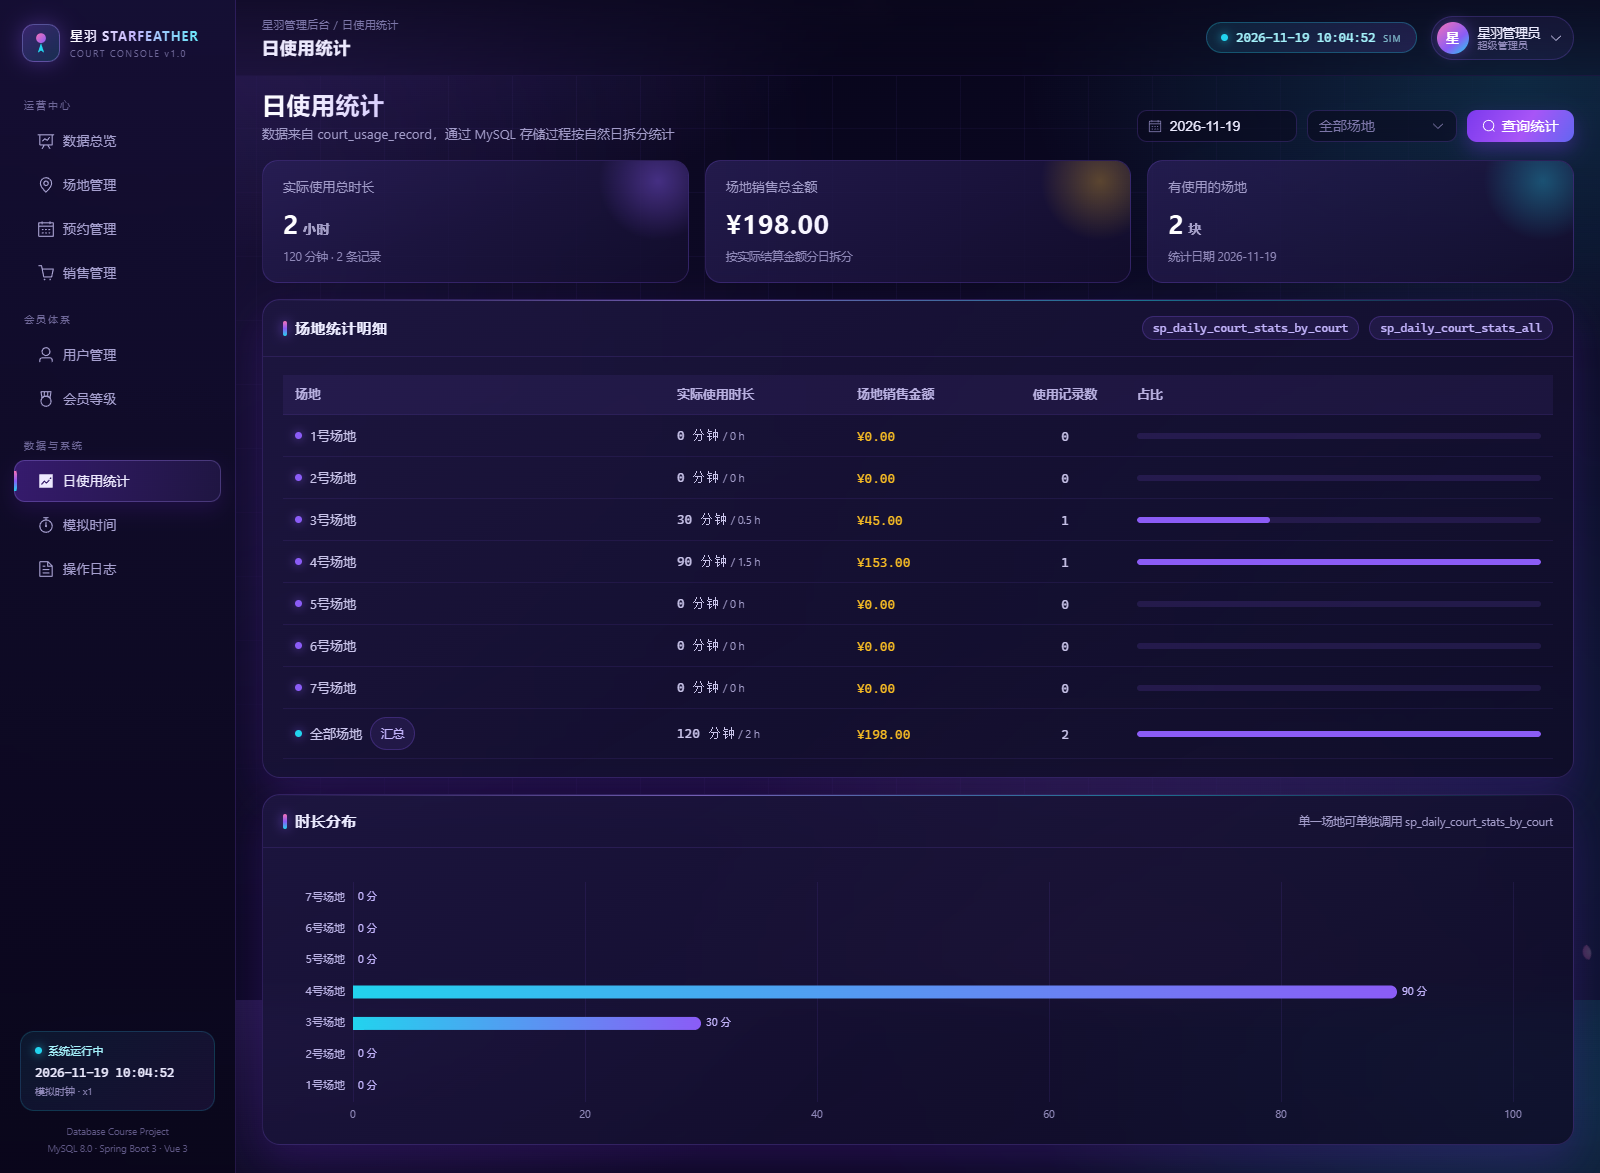 星羽 STARFEATHER
COURT CONSOLE v1.0
运营中心
数据总览
场地管理
预约管理
销售管理
会员体系
用户管理
会员等级
数据与系统
日使用统计
模拟时间
操作日志
系统运行中
2026-11-19 10:04:52
模拟时钟 · x1
Database Course Project
MySQL 8.0 · Spring Boot 3 · Vue 3
星羽管理后台 / 日使用统计
日使用统计
2026-11-19 10:04:52 SIM
星
星羽管理员
超级管理员
日使用统计
数据来自 court_usage_record，通过 MySQL 存储过程按自然日拆分统计
2026-11-19
全部场地
查询统计
实际使用总时长
2 小时
120 分钟 · 2 条记录
场地销售总金额
¥198.00
按实际结算金额分日拆分
有使用的场地
2 块
统计日期 2026-11-19
场地统计明细
sp_daily_court_stats_by_court
sp_daily_court_stats_all
场地 实际使用时长 场地销售金额 使用记录数 占比
1号场地 0 分钟 / 0 h ¥0.00 0
2号场地 0 分钟 / 0 h ¥0.00 0
3号场地 30 分钟 / 0.5 h ¥45.00 1
4号场地 90 分钟 / 1.5 h ¥153.00 1
5号场地 0 分钟 / 0 h ¥0.00 0
6号场地 0 分钟 / 0 h ¥0.00 0
7号场地 0 分钟 / 0 h ¥0.00 0
全部场地 汇总 120 分钟 / 2 h ¥198.00 2
时长分布
单一场地可单独调用 sp_daily_court_stats_by_court
7号场地 0 分
6号场地 0 分
5号场地 0 分
4号场地 90 分
3号场地 30 分
2号场地 0 分
1号场地 0 分
0 20 40 60 80 100